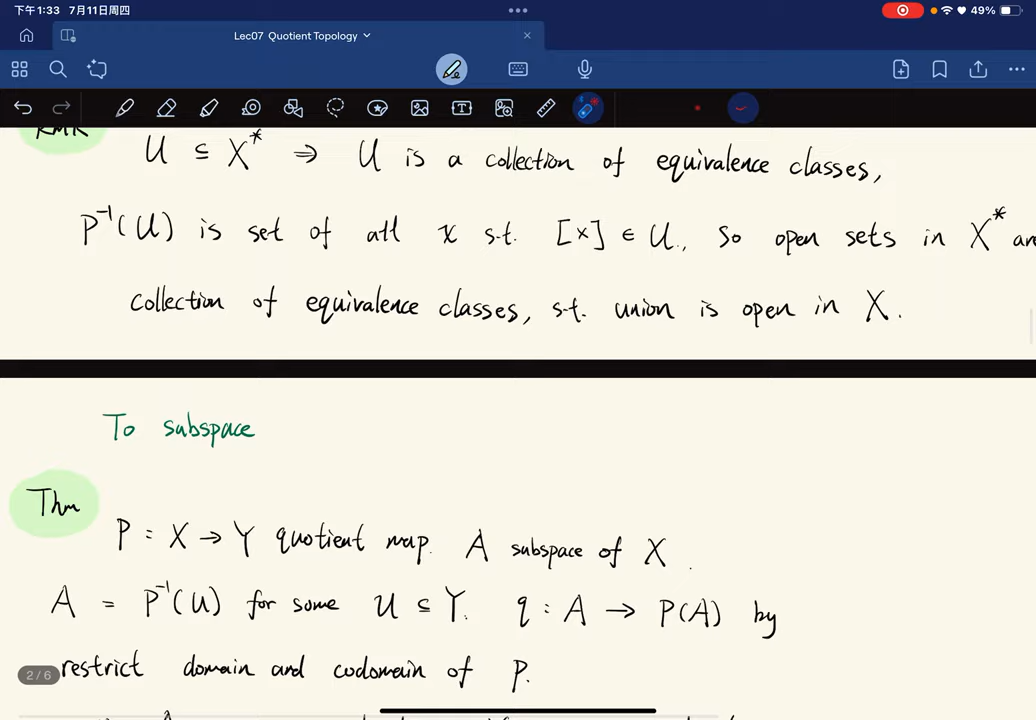 下午1:33 7月11日周四
49%
Lec07 Quotient Topology
RMK
U ⊆ X* ⇒ U is a collection of equivalence classes,
P⁻¹(U) is set of all x s.t. [x] ∈ U., So open sets in X* are
collection of equivalence classes, s.t. union is open in X.
To subspace
Thm
P : X → Y quotient map. A subspace of X.
A = P⁻¹(U) for some U ⊆ Y. q : A → P(A) by
restrict domain and codomain of P.
2/6